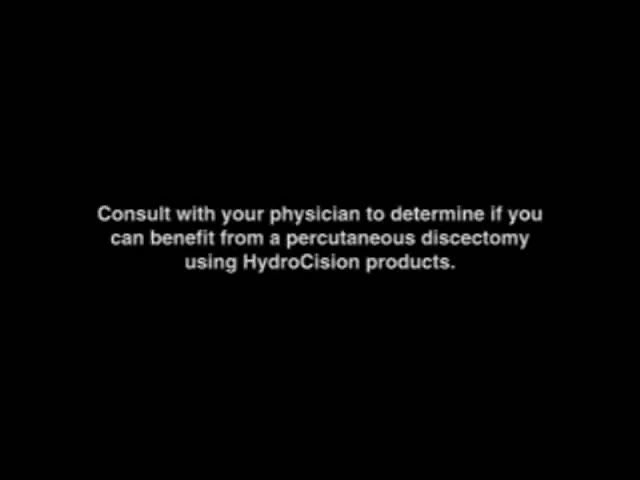 Consult with your physician to determine if you
can benefit from a percutaneous discectomy
using HydroCision products.